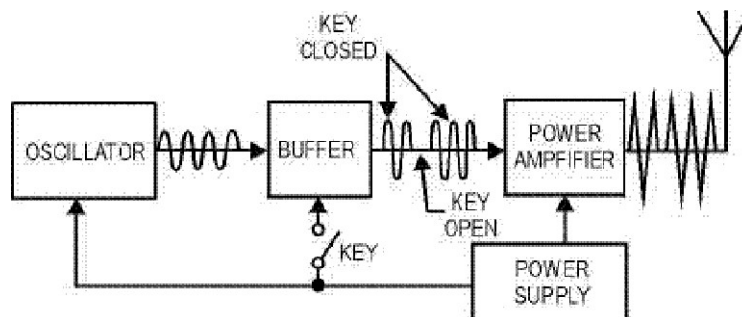 KEY
CLOSED
OSCILLATOR
BUFFER
POWER
AMPFIFIER
KEY
OPEN
KEY
POWER
SUPPLY